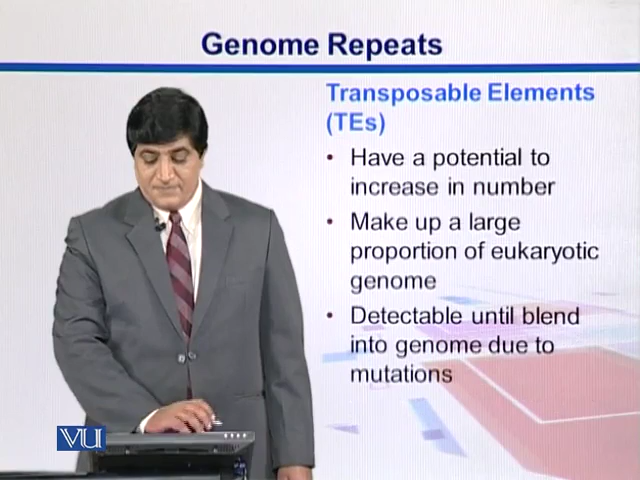 Genome Repeats
Transposable Elements
(TEs)
• Have a potential to
increase in number
• Make up a large
proportion of eukaryotic
genome
• Detectable until blend
into genome due to
mutations
VU